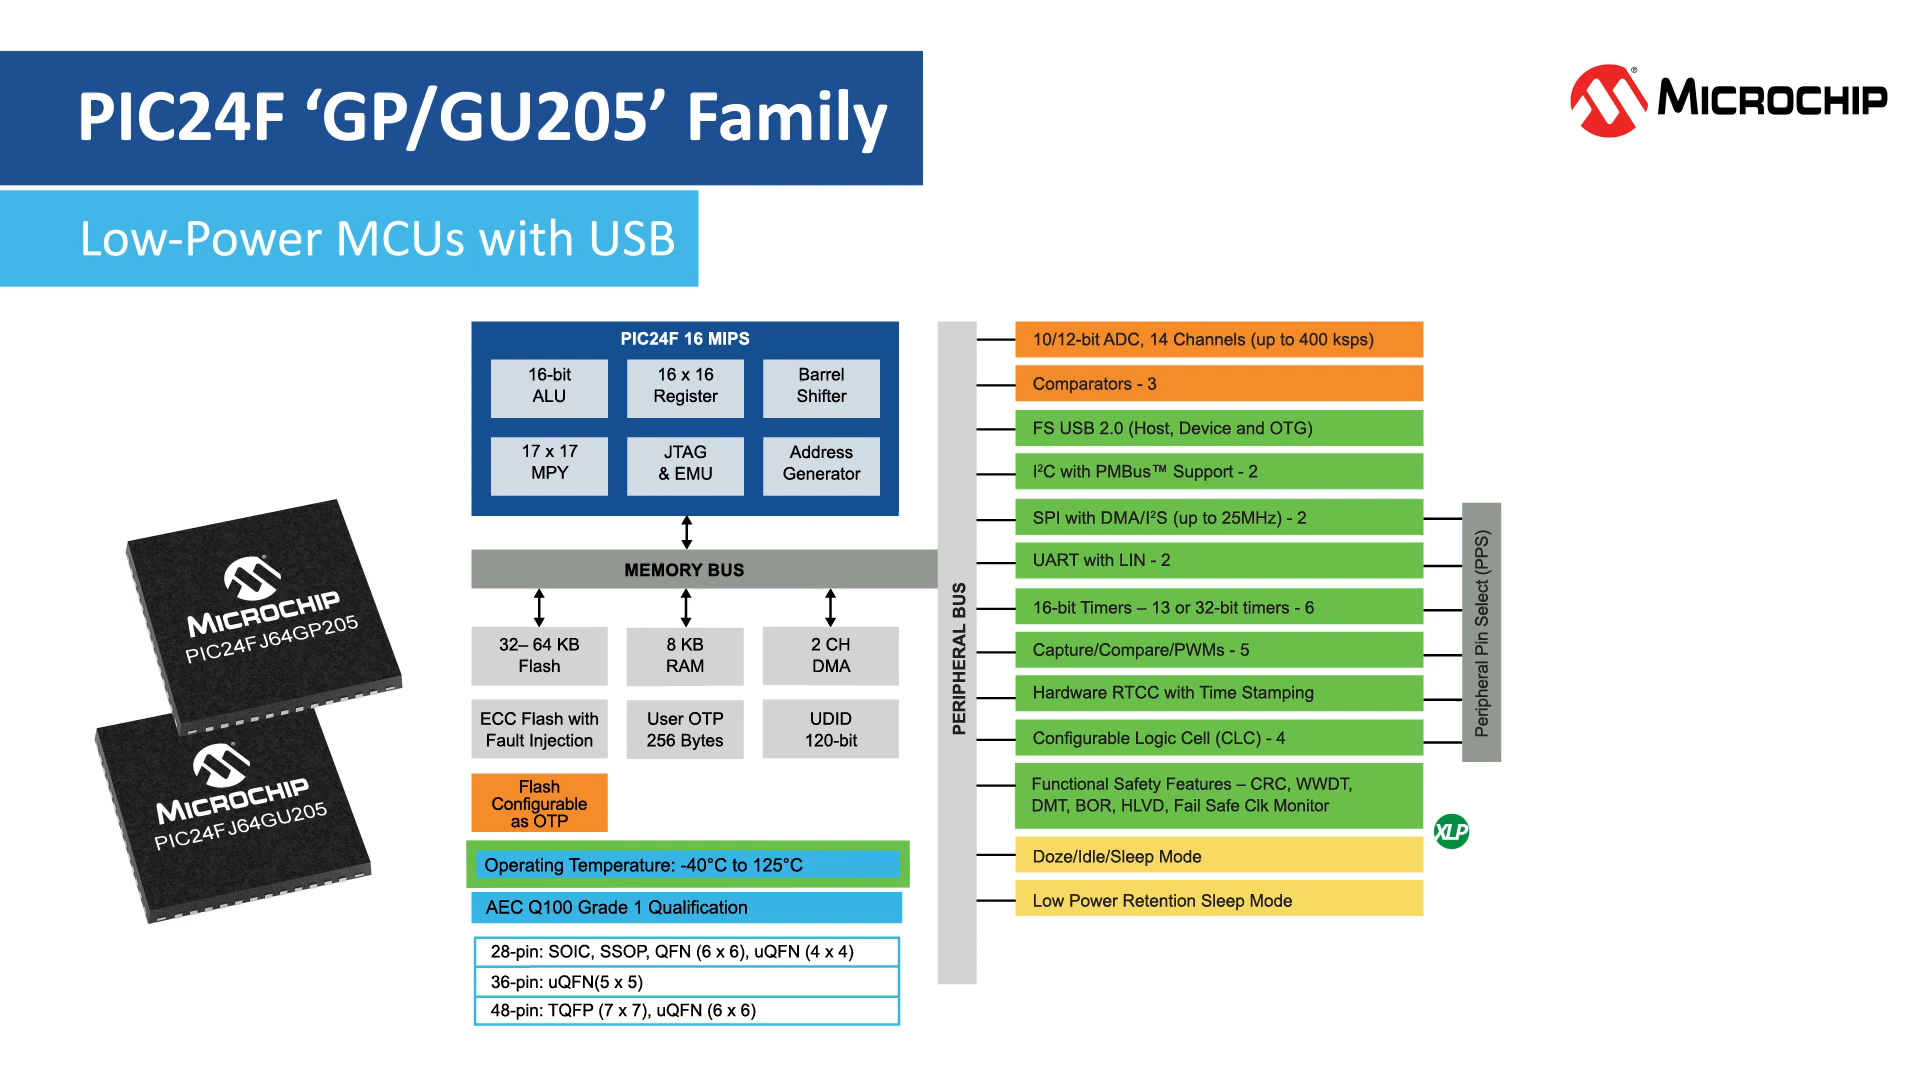 PIC24F ‘GP/GU205’ Family
MICROCHIP
Low-Power MCUs with USB
MICROCHIP
PIC24FJ64GP205
MICROCHIP
PIC24FJ64GU205
PIC24F 16 MIPS
16-bit
ALU
16 x 16
Register
Barrel
Shifter
17 x 17
MPY
JTAG
& EMU
Address
Generator
MEMORY BUS
32– 64 KB
Flash
8 KB
RAM
2 CH
DMA
ECC Flash with
Fault Injection
User OTP
256 Bytes
UDID
120-bit
Flash
Configurable
as OTP
Operating Temperature: -40°C to 125°C
AEC Q100 Grade 1 Qualification
28-pin: SOIC, SSOP, QFN (6 x 6), uQFN (4 x 4)
36-pin: uQFN(5 x 5)
48-pin: TQFP (7 x 7), uQFN (6 x 6)
PERIPHERAL BUS
10/12-bit ADC, 14 Channels (up to 400 ksps)
Comparators - 3
FS USB 2.0 (Host, Device and OTG)
I²C with PMBus™ Support - 2
SPI with DMA/I²S (up to 25MHz) - 2
UART with LIN - 2
16-bit Timers – 13 or 32-bit timers - 6
Capture/Compare/PWMs - 5
Hardware RTCC with Time Stamping
Configurable Logic Cell (CLC) - 4
Functional Safety Features – CRC, WWDT,
DMT, BOR, HLVD, Fail Safe Clk Monitor
Doze/Idle/Sleep Mode
Low Power Retention Sleep Mode
Peripheral Pin Select (PPS)
XLP